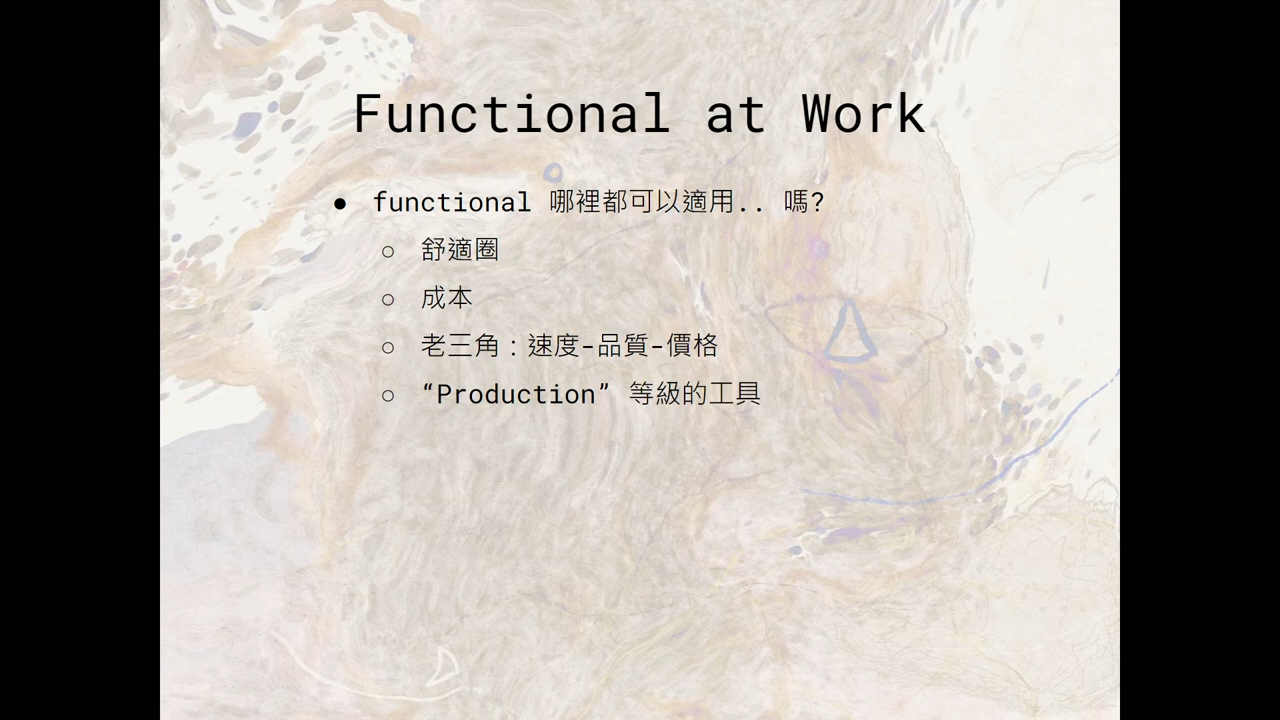 Functional at Work
● functional 哪裡都可以適用.. 嗎?
○ 舒適圈
○ 成本
○ 老三角：速度-品質-價格
○ “Production” 等級的工具